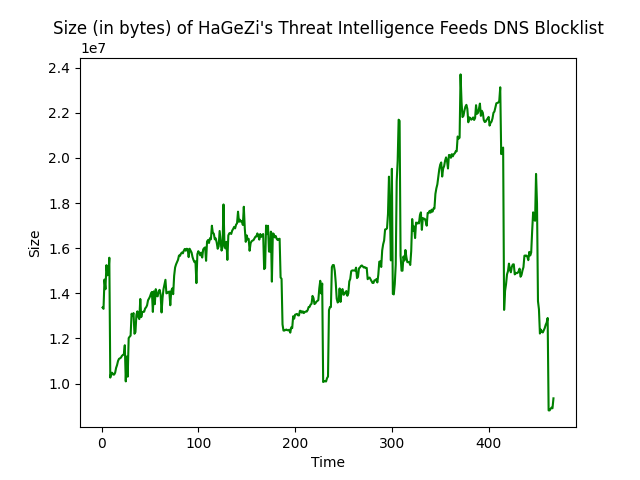 Size (in bytes) of HaGeZi's Threat Intelligence Feeds DNS Blocklist
1e7
2.4
2.2
2.0
1.8
1.6
1.4
1.2
1.0
Size
0 100 200 300 400
Time